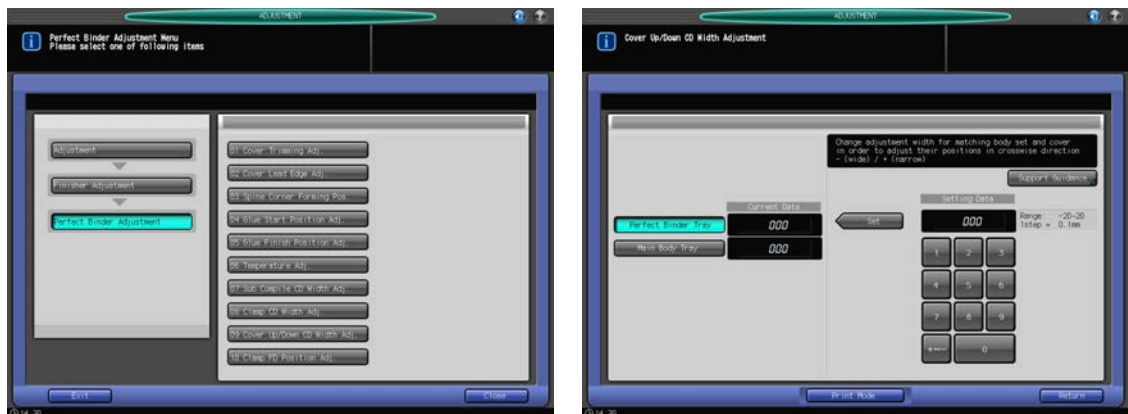 ADJUSTMENT
Perfect Binder Adjustment Menu
Please select one of following items
Adjustment
Finisher Adjustment
Perfect Binder Adjustment
01 Cover Trimming Adj.
02 Cover Lead Edge Adj.
03 Spine Corner Forming Pos.
04 Glue Start Position Adj.
05 Glue Finish Position Adj.
06 Temperature Adj.
07 Sub Compile CD Width Adj.
08 Clamp CD Width Adj.
09 Cover Up/Down CD Width Adj.
10 Clamp FD Position Adj.
Exit
Close
14:30
ADJUSTMENT
Cover Up/Down CD Width Adjustment
Change adjustment width for matching body set and cover
in order to adjust their positions in crosswise direction
- (wide) / + (narrow)
Support Guidance
Current Data
Perfect Binder Tray 000
Main Body Tray 000
Set
Setting Data
000
Range -20-20
1step = 0.1mm
1 2 3
4 5 6
7 8 9
+↔- 0
Print Mode
Return
14:30